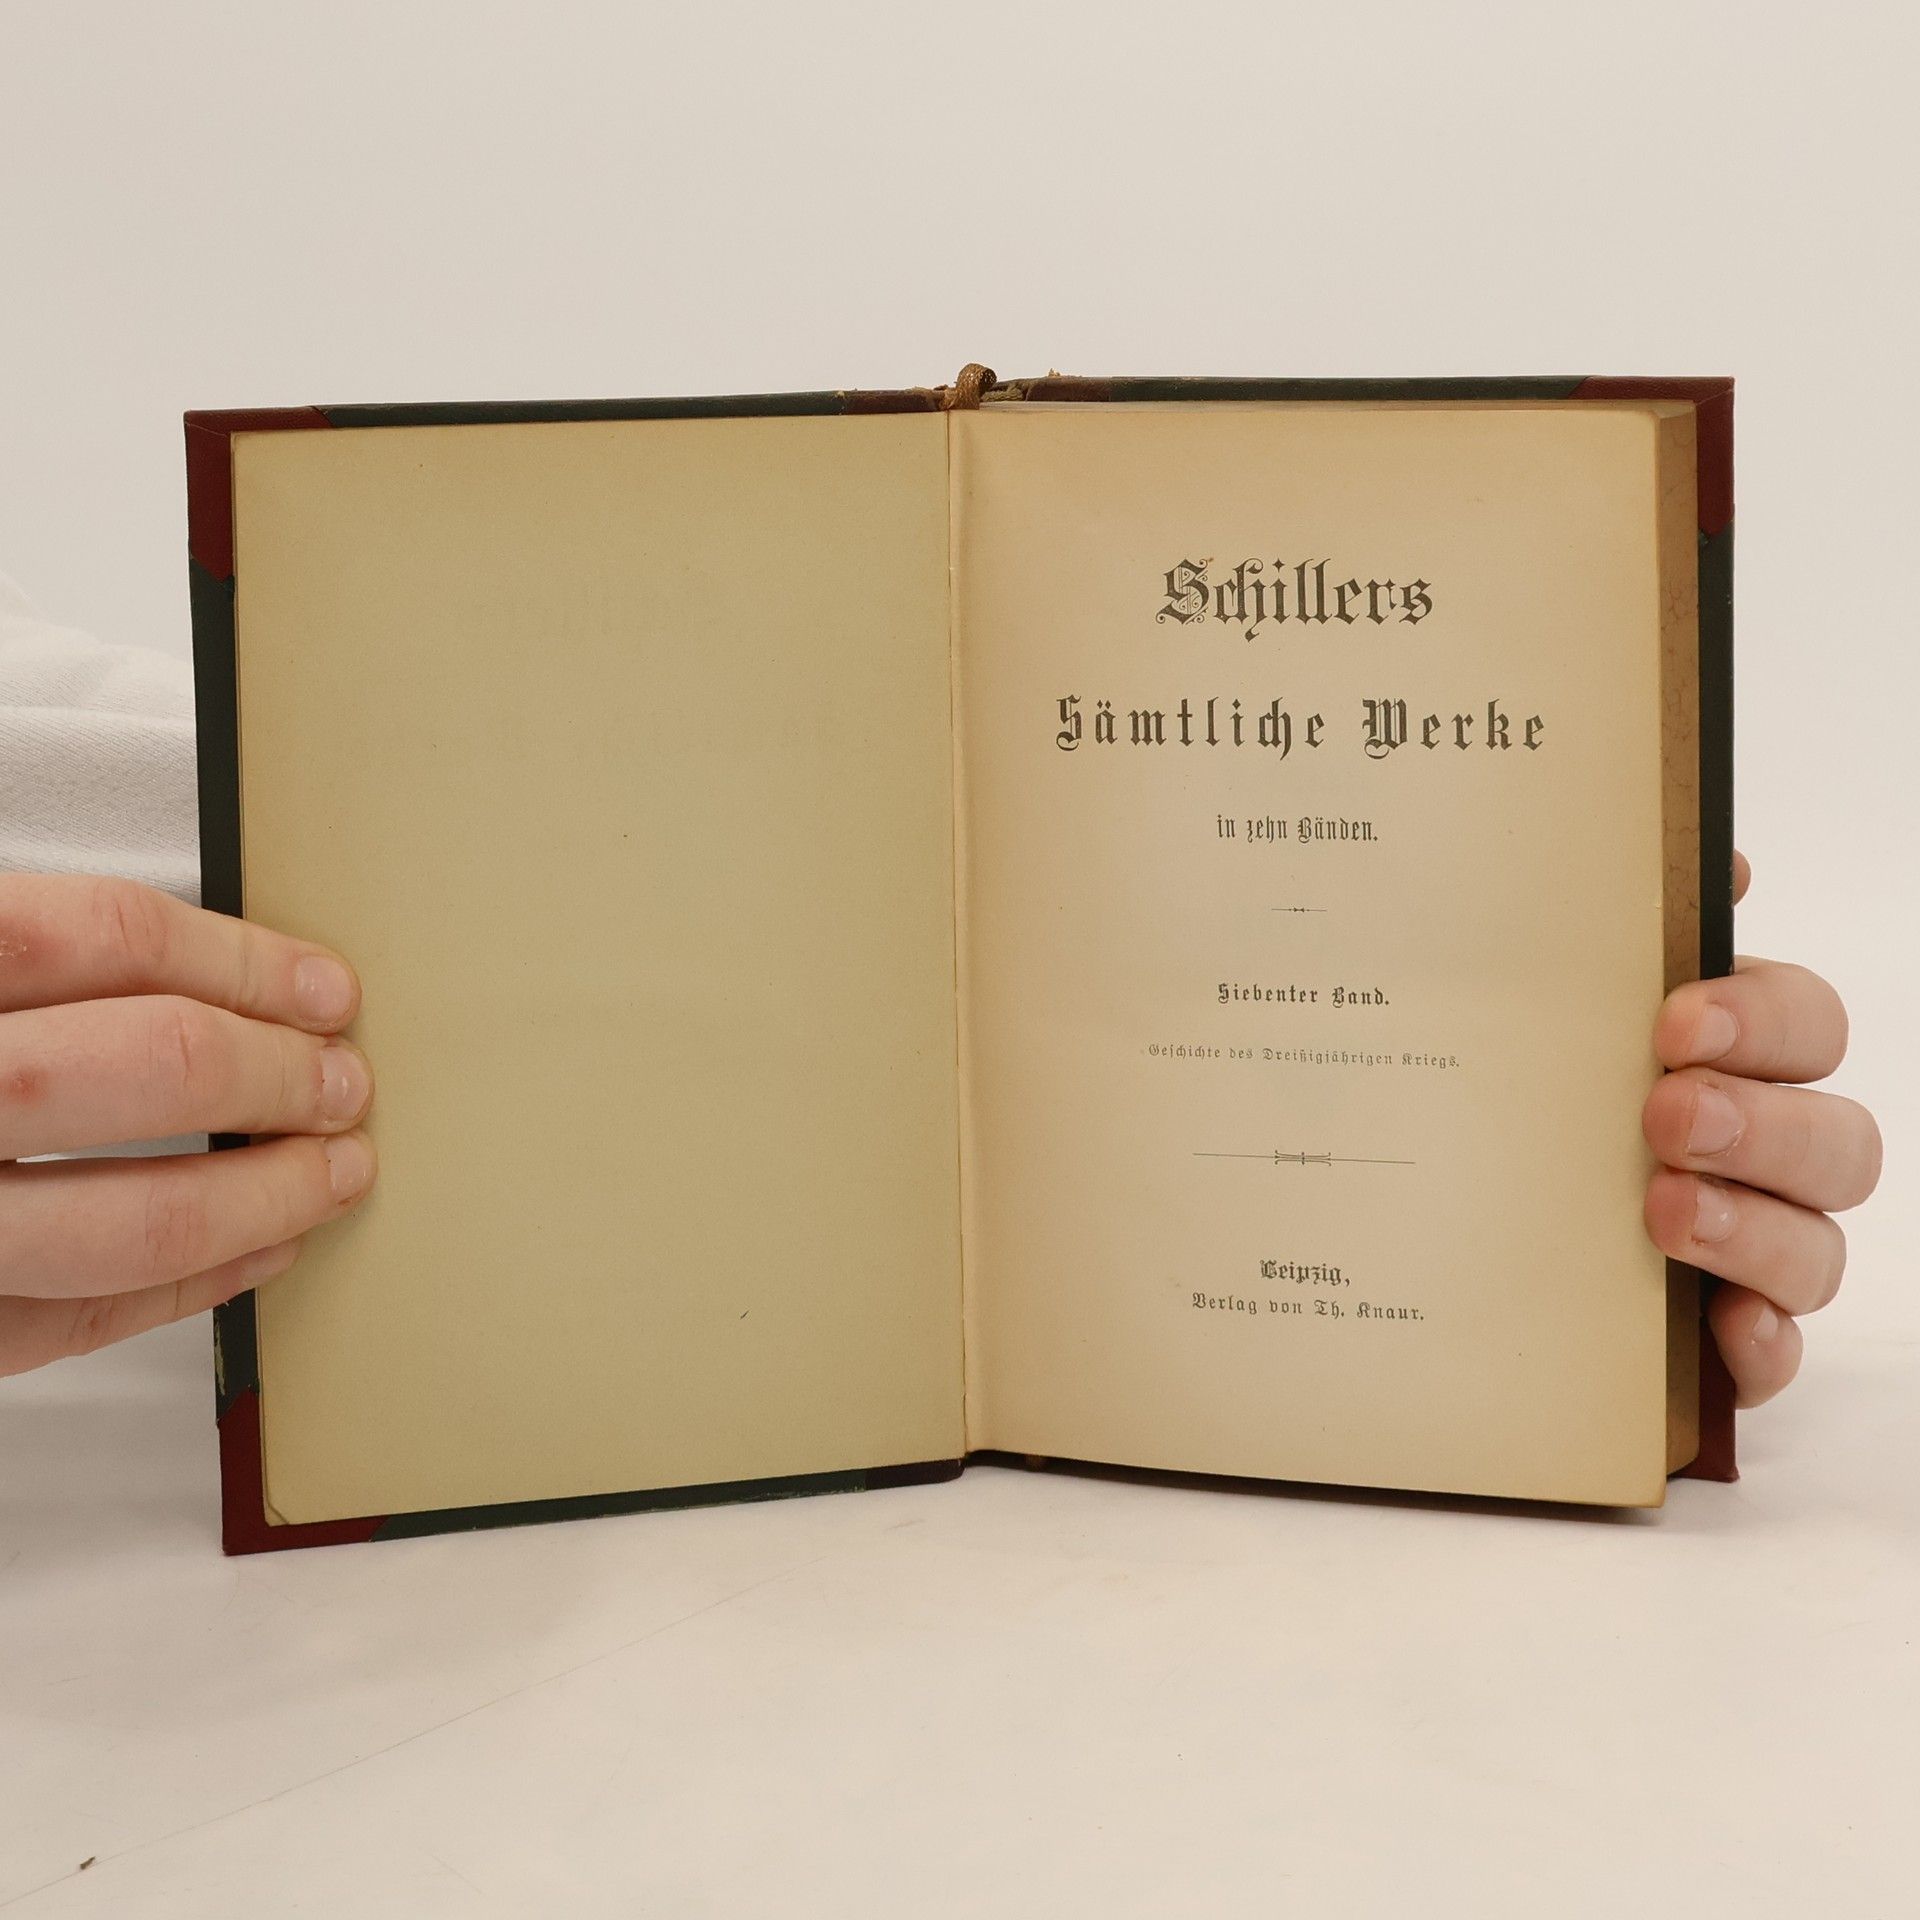 Schillers
Sämtliche Werke
in zehn Bänden.
Siebenter Band.
Geschichte des Dreißigjährigen Kriegs.
Leipzig,
Verlag von Th. Knaur.